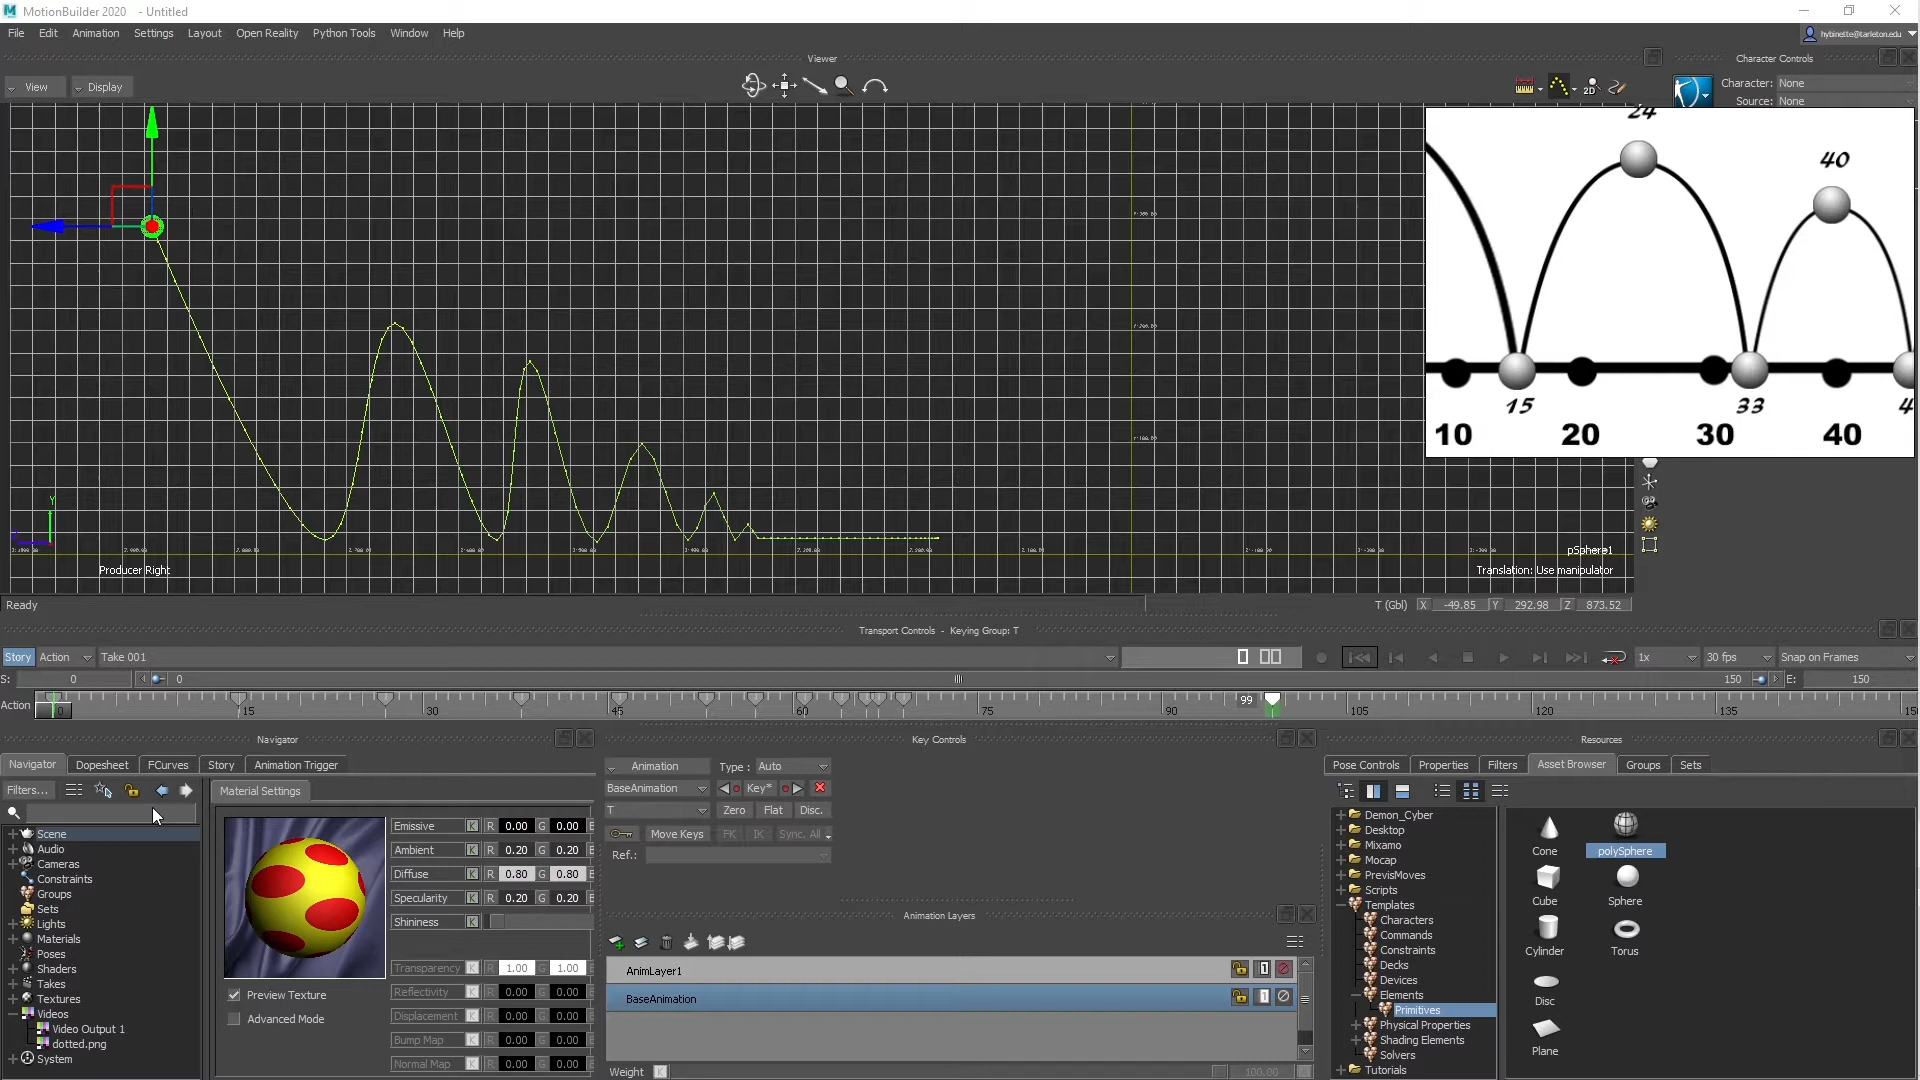 MotionBuilder 2020 - Untitled
File Edit Animation Settings Layout Open Reality Python Tools Window Help
hybinette@tarleton.edu
Viewer
Character Controls
View Display
2D
Character: None
Source: None
24
40
15
33
4
10 20 30 40
Y
pSphere1
Producer Right
Translation: Use manipulator
Ready
T (Gbl) X -49.85 Y 292.98 Z 873.52
Transport Controls - Keying Group: T
Story Action Take 001
1x 30 fps Snap on Frames
S: 0 0 150 E: 150
Action 0 15 30 45 60 75 90 99 105 120 135 15
Navigator
Key Controls
Resources
Navigator Dopesheet FCurves Story Animation Trigger
Filters...
Scene
Audio
Cameras
Constraints
Groups
Sets
Lights
Materials
Poses
Shaders
Takes
Textures
Videos
Video Output 1
dotted.png
System
Material Settings
Emissive K R 0.00 G 0.00
Ambient K R 0.20 G 0.20
Diffuse K R 0.80 G 0.80
Specularity K R 0.20 G 0.20
Shininess K
Transparency K R 1.00 G 1.00
Reflectivity K R 0.00 G 0.00
Displacement K R 0.00 G 0.00
Bump Map K R 0.00 G 0.00
Normal Map K R 0.00 G 0.00
Preview Texture
Advanced Mode
Animation Type : Auto
BaseAnimation Key*
T Zero Flat Disc.
Move Keys FK IK Sync. All
Ref.:
Animation Layers
AnimLayer1
BaseAnimation
Weight K 100.00 A
Pose Controls Properties Filters Asset Browser Groups Sets
Demon_Cyber
Desktop
Mixamo
Mocap
PrevisMoves
Scripts
Templates
Characters
Commands
Constraints
Decks
Devices
Elements
Primitives
Physical Properties
Shading Elements
Solvers
Tutorials
Cone
polySphere
Cube
Sphere
Cylinder
Torus
Disc
Plane